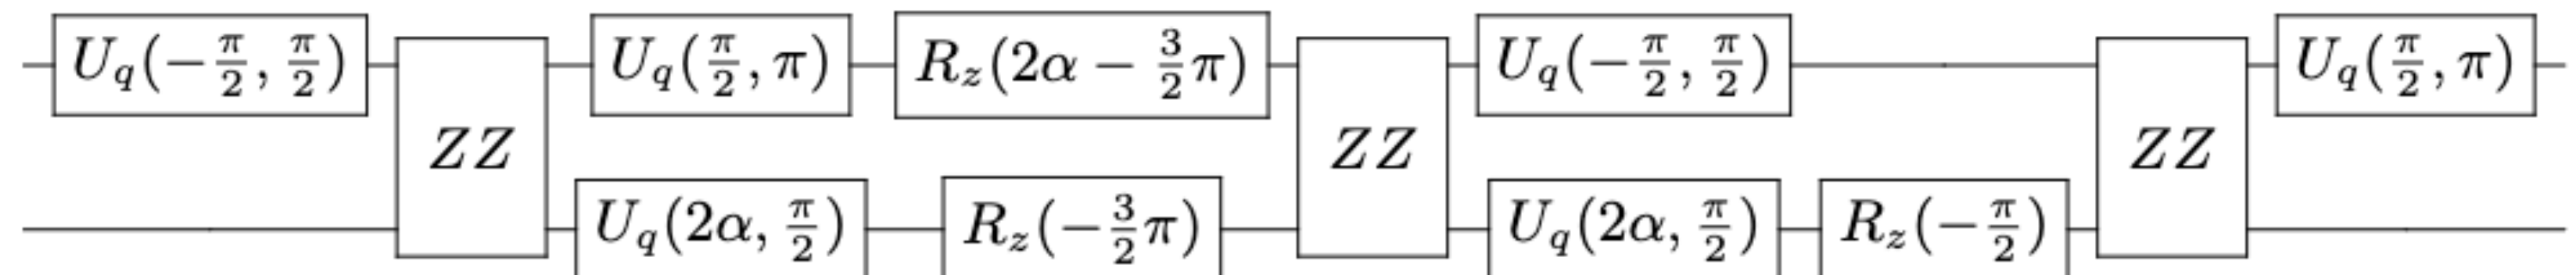 U_q(−π/2, π/2) ZZ U_q(π/2, π) R_z(2α − 3/2π) ZZ U_q(−π/2, π/2) ZZ U_q(π/2, π)
U_q(2α, π/2) R_z(−3/2π) U_q(2α, π/2) R_z(−π/2)